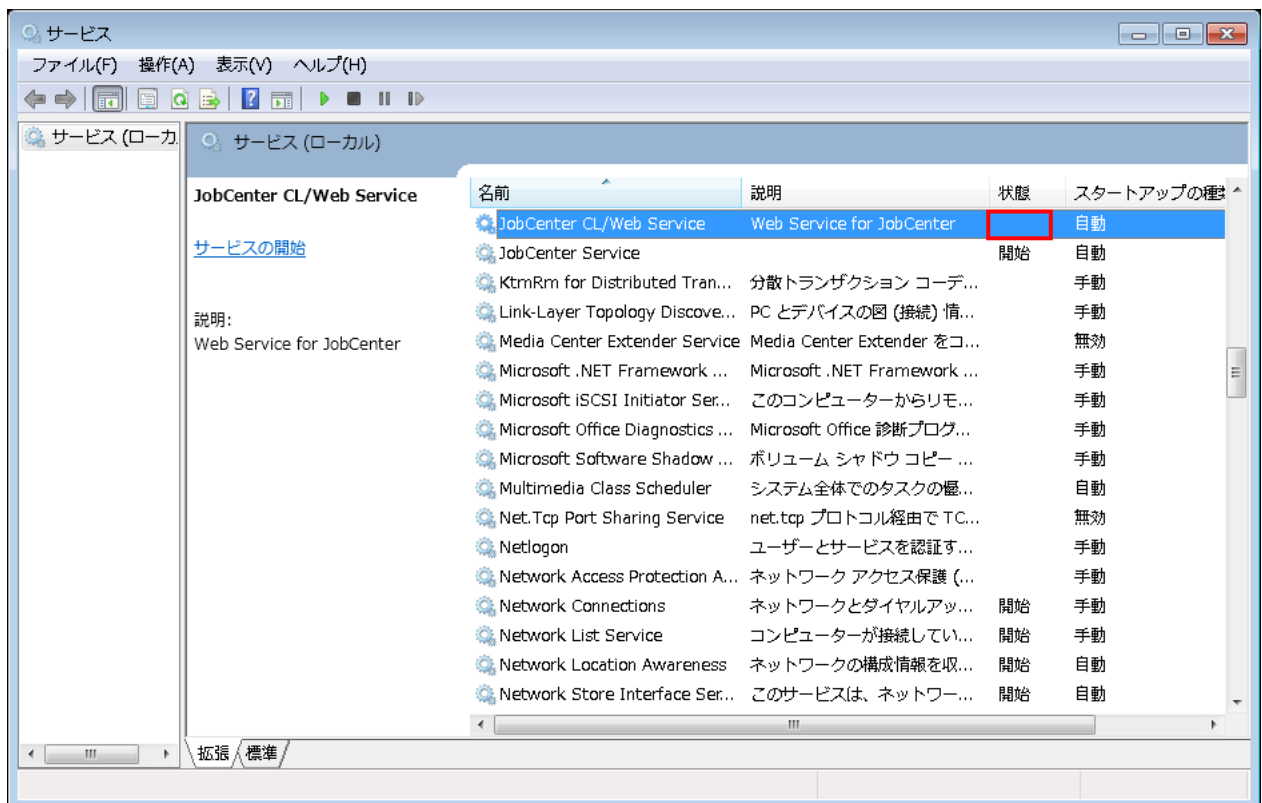 サービス
ファイル(F) 操作(A) 表示(V) ヘルプ(H)
サービス (ローカ
サービス (ローカル)
JobCenter CL/Web Service
サービスの開始
説明:
Web Service for JobCenter
名前 説明 状態 スタートアップの種類
JobCenter CL/Web Service Web Service for JobCenter 自動
JobCenter Service 開始 自動
KtmRm for Distributed Tran... 分散トランザクション コーデ... 手動
Link-Layer Topology Discove... PC とデバイスの図 (接続) 情... 手動
Media Center Extender Service Media Center Extender をコ... 無効
Microsoft .NET Framework ... Microsoft .NET Framework ... 手動
Microsoft iSCSI Initiator Ser... このコンピューターからリモ... 手動
Microsoft Office Diagnostics ... Microsoft Office 診断プログ... 手動
Microsoft Software Shadow ... ボリューム シャドウ コピー ... 手動
Multimedia Class Scheduler システム全体でのタスクの優... 自動
Net.Tcp Port Sharing Service net.tcp プロトコル経由で TC... 無効
Netlogon ユーザーとサービスを認証す... 手動
Network Access Protection A... ネットワーク アクセス保護 (... 手動
Network Connections ネットワークとダイヤルアッ... 開始 手動
Network List Service コンピューターが接続してい... 開始 手動
Network Location Awareness ネットワークの構成情報を収... 開始 自動
Network Store Interface Ser... このサービスは、ネットワー... 開始 自動
拡張 標準